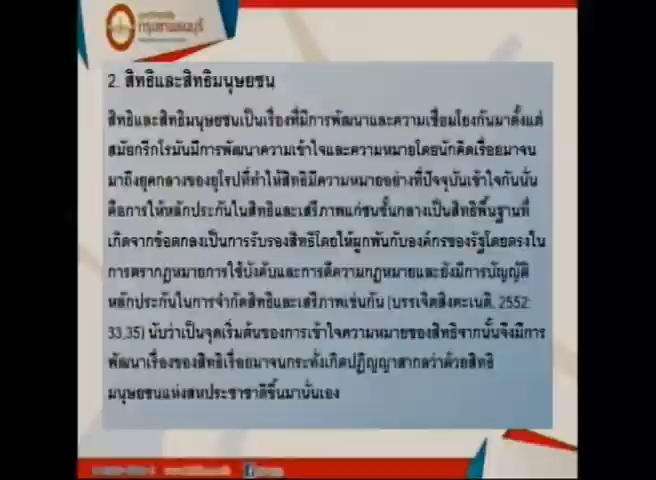 กรุงเทพธนบุรี
2. สิทธิและสิทธิมนุษยชน
สิทธิและสิทธิมนุษยชนเป็นเรื่องที่มีการพัฒนาและความเชื่อมโยงกันมาตั้งแต่
สมัยกรีกโรมันมีการพัฒนาความเข้าใจและความหมายโดยนักคิดเรื่อยมาจน
มาถึงยุคกลางของยุโรปที่ทำให้สิทธิมีความหมายอย่างที่ปัจจุบันเข้าใจกันนั่น
คือการให้หลักประกันในสิทธิและเสรีภาพแก่ชนชั้นกลางเป็นสิทธิพื้นฐานที่
เกิดจากข้อตกลงเป็นการรับรองสิทธิโดยให้ผูกพันกับองค์กรของรัฐโดยตรงใน
การตรากฎหมายการใช้บังคับและการตีความกฎหมายและยังมีการบัญญัติ
หลักประกันในการจำกัดสิทธิและเสรีภาพเช่นกัน (บรรเจิดสิงคะเนติ, 2552:
33,35) นับว่าเป็นจุดเริ่มต้นของการเข้าใจความหมายของสิทธิจากนั้นจึงมีการ
พัฒนาเรื่องของสิทธิเรื่อยมาจนกระทั่งเกิดปฏิญญาสากลว่าด้วยสิทธิ
มนุษยชนแห่งสหประชาชาติขึ้นมานั่นเอง